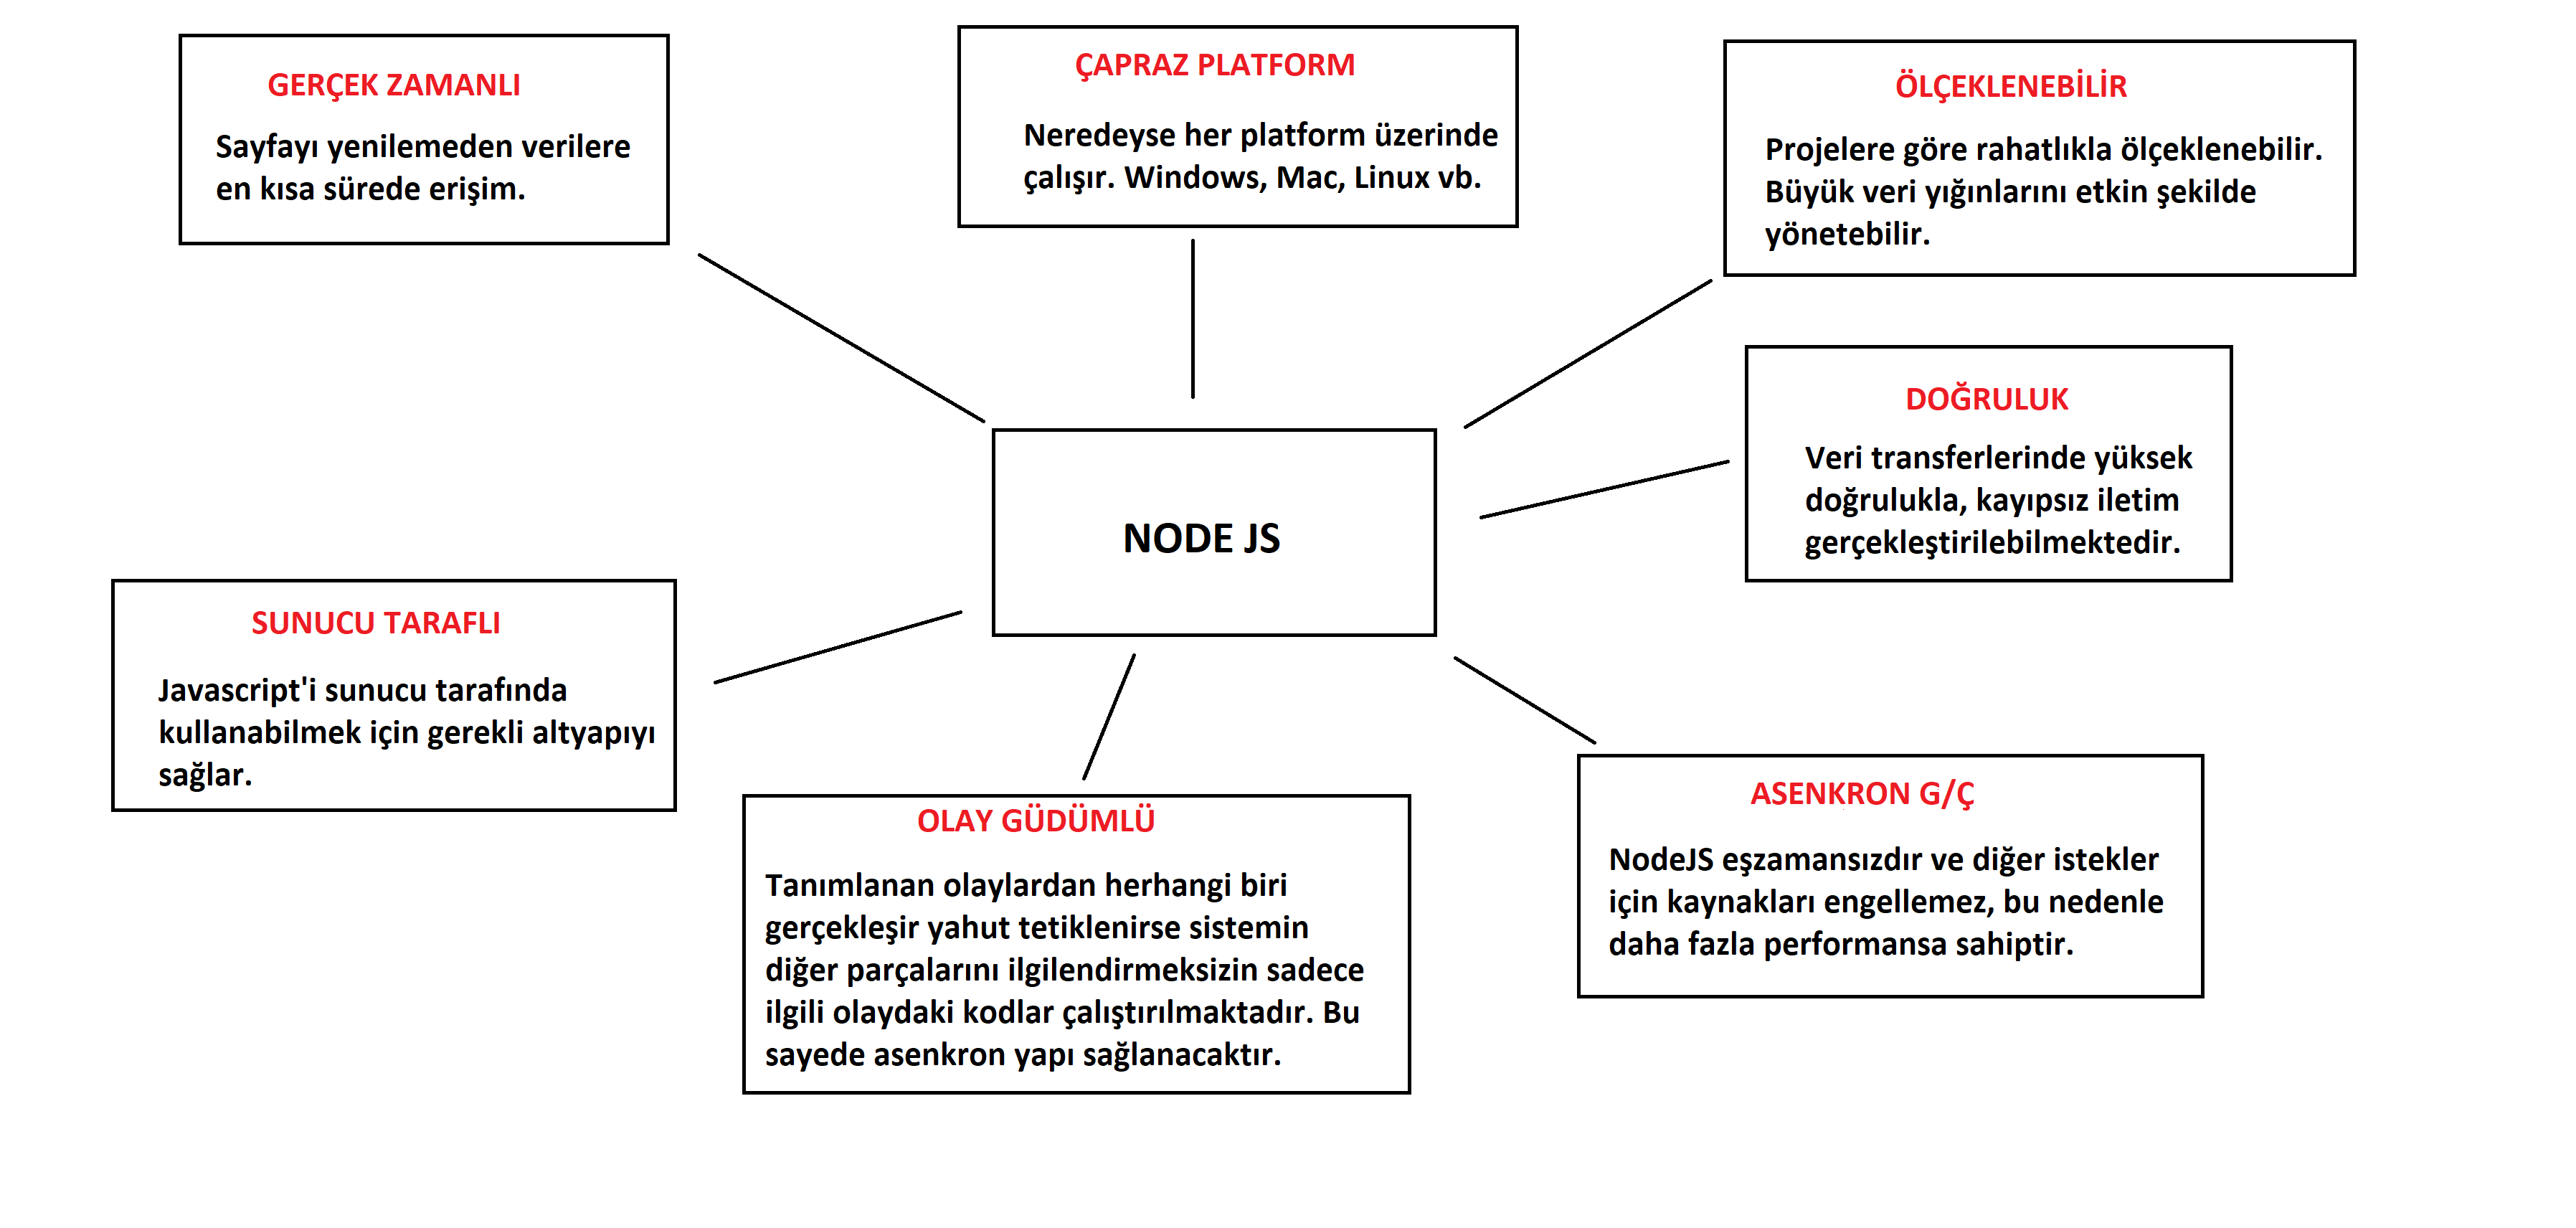 GERÇEK ZAMANLI
Sayfayı yenilemeden verilere
en kısa sürede erişim.
ÇAPRAZ PLATFORM
Neredeyse her platform üzerinde
çalışır. Windows, Mac, Linux vb.
ÖLÇEKLENEBİLİR
Projelere göre rahatlıkla ölçeklenebilir.
Büyük veri yığınlarını etkin şekilde
yönetebilir.
DOĞRULUK
Veri transferlerinde yüksek
doğrulukla, kayıpsız iletim
gerçekleştirilebilmektedir.
NODE JS
SUNUCU TARAFLI
Javascript'i sunucu tarafında
kullanabilmek için gerekli altyapıyı
sağlar.
OLAY GÜDÜMLÜ
Tanımlanan olaylardan herhangi biri
gerçekleşir yahut tetiklenirse sistemin
diğer parçalarını ilgilendirmeksizin sadece
ilgili olaydaki kodlar çalıştırılmaktadır. Bu
sayede asenkron yapı sağlanacaktır.
ASENKRON G/Ç
NodeJS eşzamansızdır ve diğer istekler
için kaynakları engellemez, bu nedenle
daha fazla performansa sahiptir.